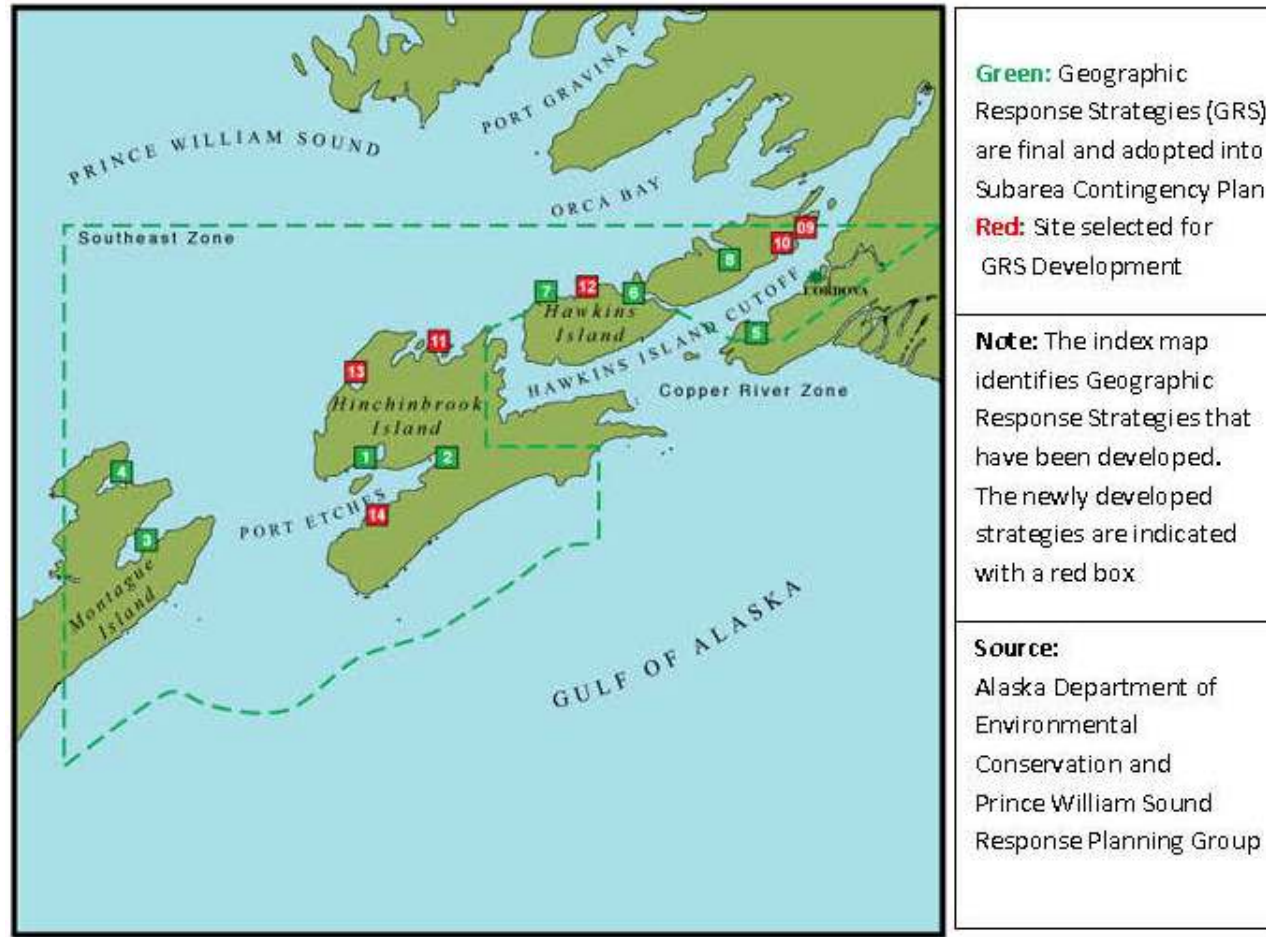 PRINCE WILLIAM SOUND
PORT GRAVINA
ORCA BAY
Southeast Zone
09
10
8
7
12
6
CORDOVA
Hawkins
Island
5
HAWKINS ISLAND CUTOFF
11
13
Copper River Zone
Hinchinbrook
Island
1
2
4
PORT ETCHES
14
3
Montague
Island
GULF OF ALASKA
Green: Geographic
Response Strategies (GRS)
are final and adopted into
Subarea Contingency Plan
Red: Site selected for
GRS Development
Note: The index map
identifies Geographic
Response Strategies that
have been developed.
The newly developed
strategies are indicated
with a red box
Source:
Alaska Department of
Environmental
Conservation and
Prince William Sound
Response Planning Group